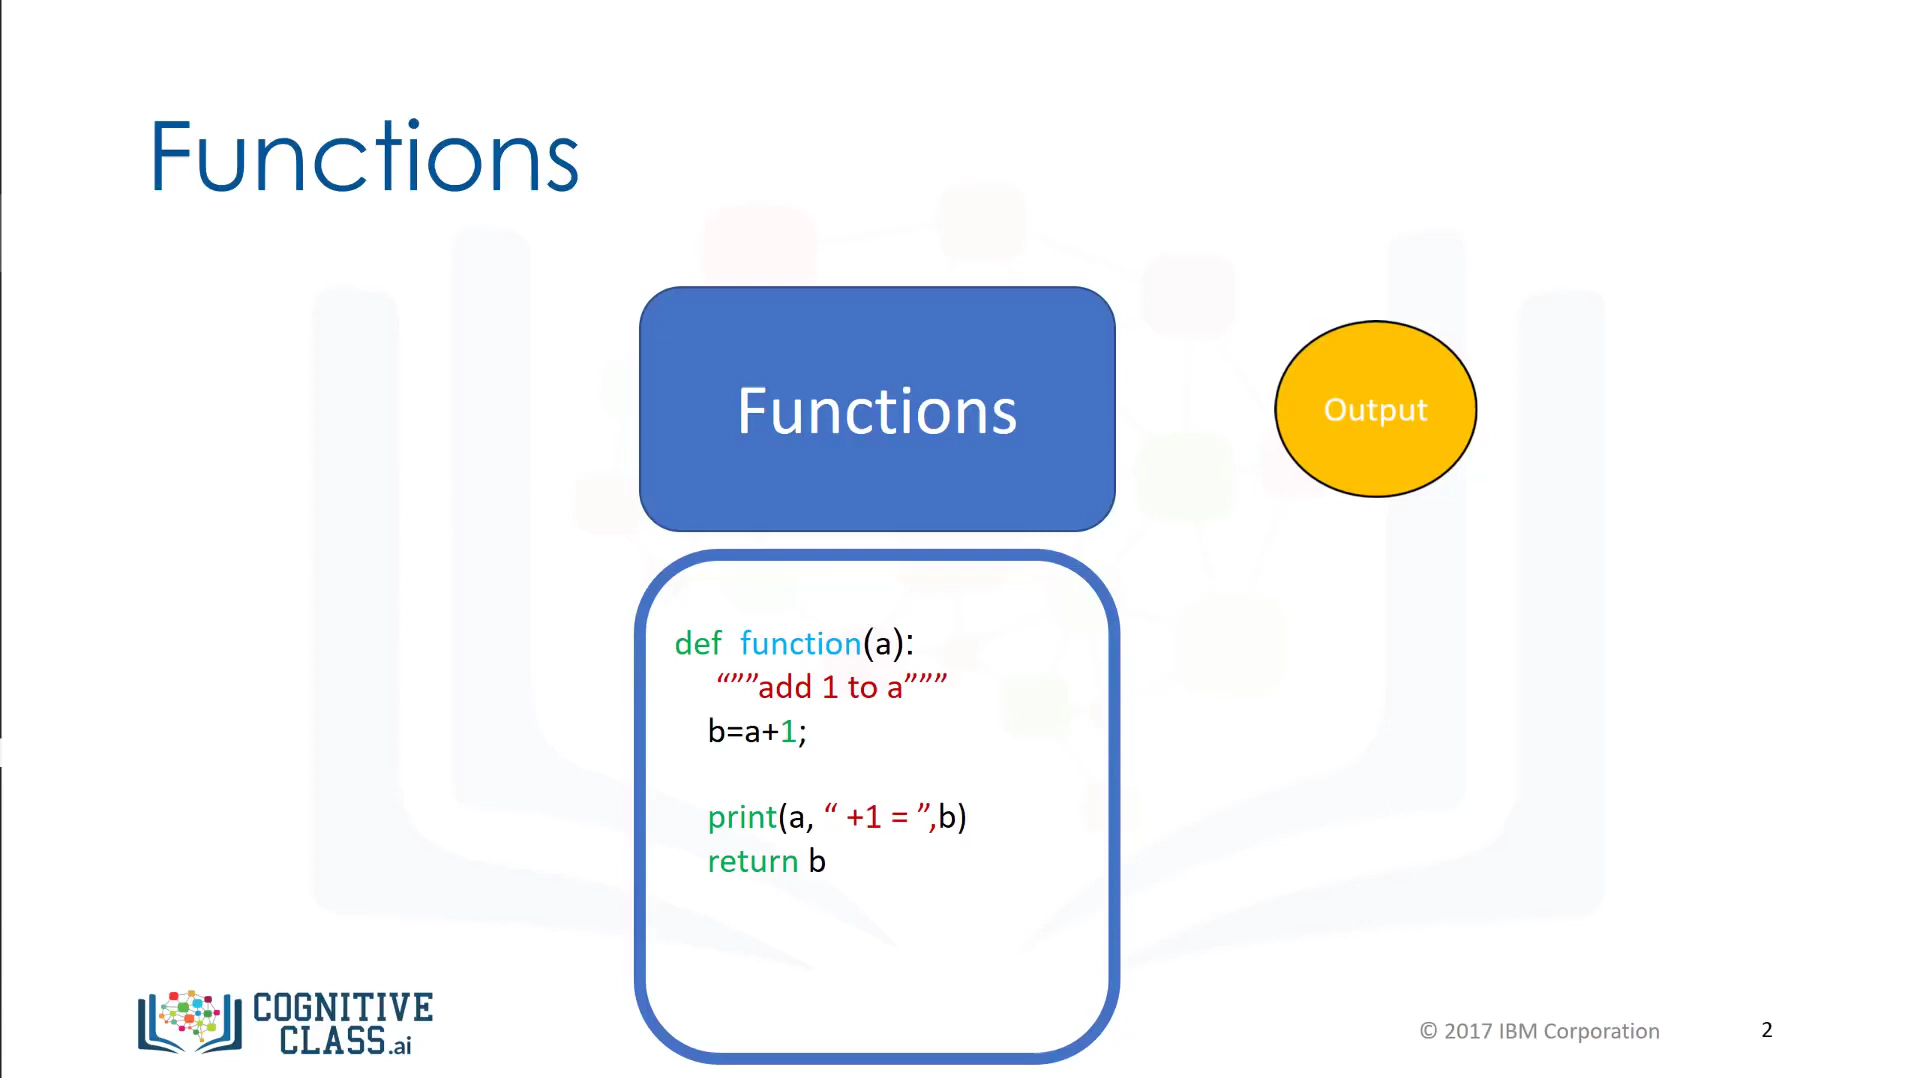 Functions
Functions
Output
def function(a):
“””add 1 to a”””
b=a+1;
print(a, “ +1 = ”,b)
return b
COGNITIVE
CLASS.ai
© 2017 IBM Corporation
2